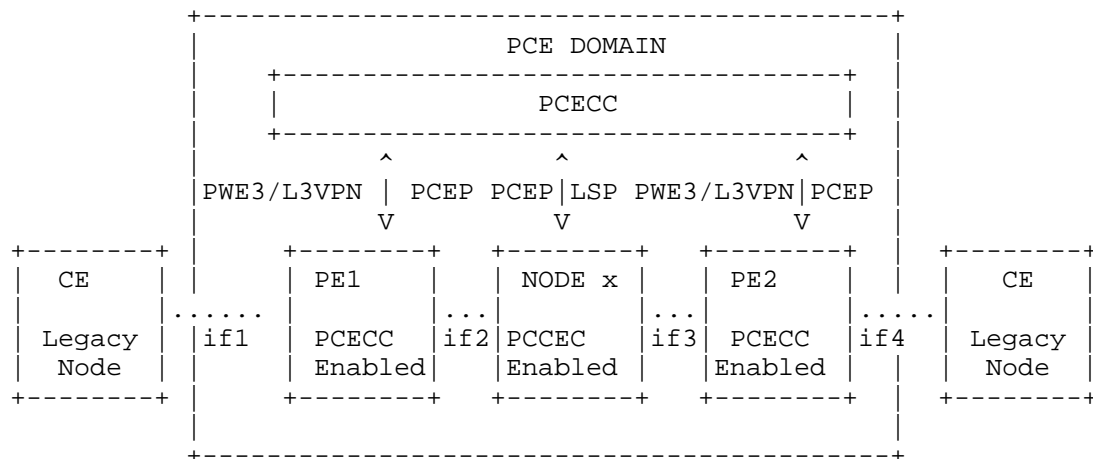 PCE DOMAIN
PCECC
^ ^ ^
PWE3/L3VPN | PCEP PCEP|LSP PWE3/L3VPN|PCEP
V V V
CE PE1 NODE x PE2 CE
...... ... ... .....
Legacy if1 PCECC if2 PCCEC if3 PCECC if4 Legacy
Node Enabled Enabled Enabled Node